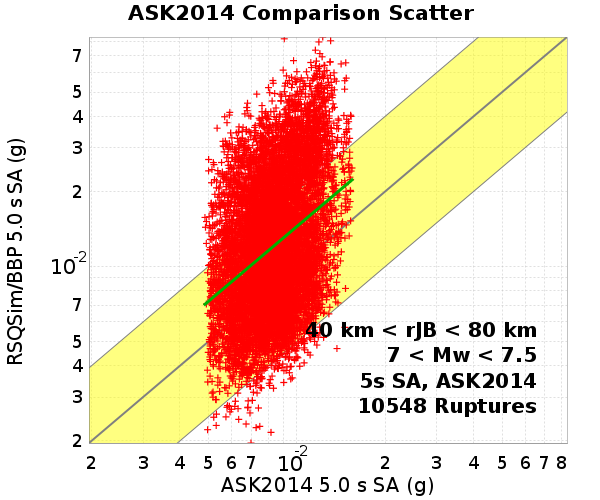 ASK2014 Comparison Scatter
RSQSim/BBP 5.0 s SA (g)
7
5
4
3
2
10-2
7
5
4
3
2
40 km < rJB < 80 km
7 < Mw < 7.5
5s SA, ASK2014
10548 Ruptures
2 3 4 5 6 7 10-2 2 3 4 5 6 7 8
ASK2014 5.0 s SA (g)